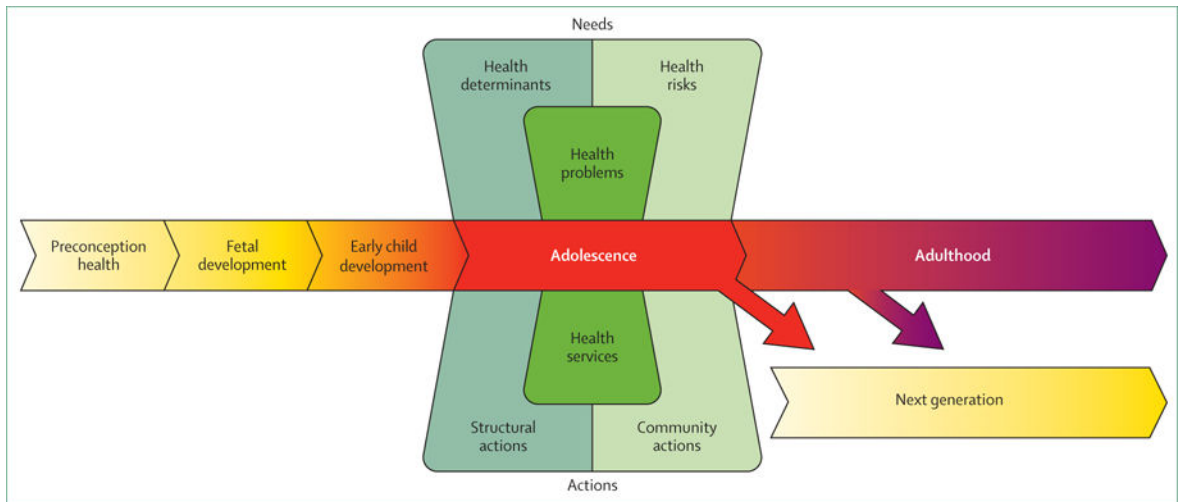 Needs
Health
determinants
Health
risks
Health
problems
Preconception
health
Fetal
development
Early child
development
Adolescence
Adulthood
Health
services
Next generation
Structural
actions
Community
actions
Actions